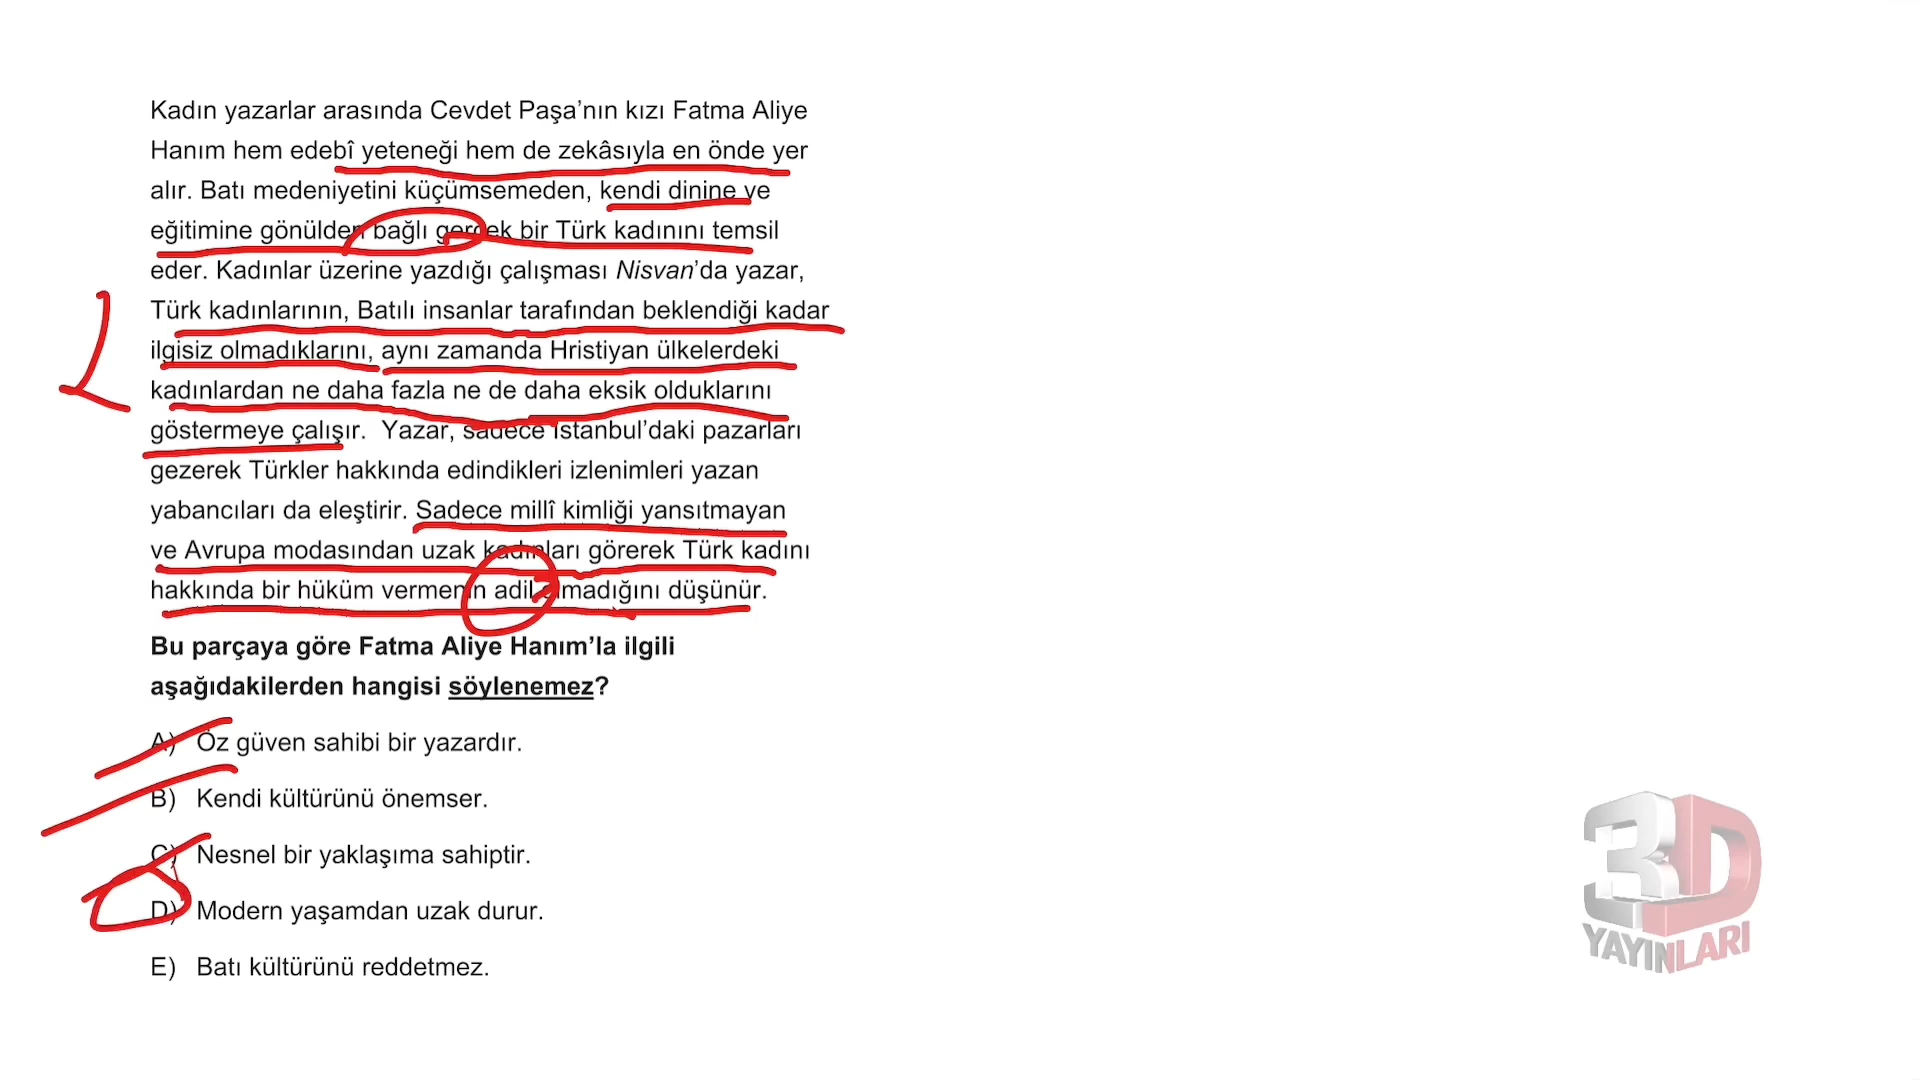 Kadın yazarlar arasında Cevdet Paşa’nın kızı Fatma Aliye
Hanım hem edebî yeteneği hem de zekâsıyla en önde yer
alır. Batı medeniyetini küçümsemeden, kendi dinine ve
eğitimine gönülden bağlı gerçek bir Türk kadınını temsil
eder. Kadınlar üzerine yazdığı çalışması Nisvan’da yazar,
Türk kadınlarının, Batılı insanlar tarafından beklendiği kadar
ilgisiz olmadıklarını, aynı zamanda Hristiyan ülkelerdeki
kadınlardan ne daha fazla ne de daha eksik olduklarını
göstermeye çalışır. Yazar, sadece İstanbul’daki pazarları
gezerek Türkler hakkında edindikleri izlenimleri yazan
yabancıları da eleştirir. Sadece millî kimliği yansıtmayan
ve Avrupa modasından uzak kadınları görerek Türk kadını
hakkında bir hüküm vermenin adil olmadığını düşünür.
Bu parçaya göre Fatma Aliye Hanım’la ilgili
aşağıdakilerden hangisi söylenemez?
A) Öz güven sahibi bir yazardır.
B) Kendi kültürünü önemser.
C) Nesnel bir yaklaşıma sahiptir.
D) Modern yaşamdan uzak durur.
E) Batı kültürünü reddetmez.
3D
YAYINLARI